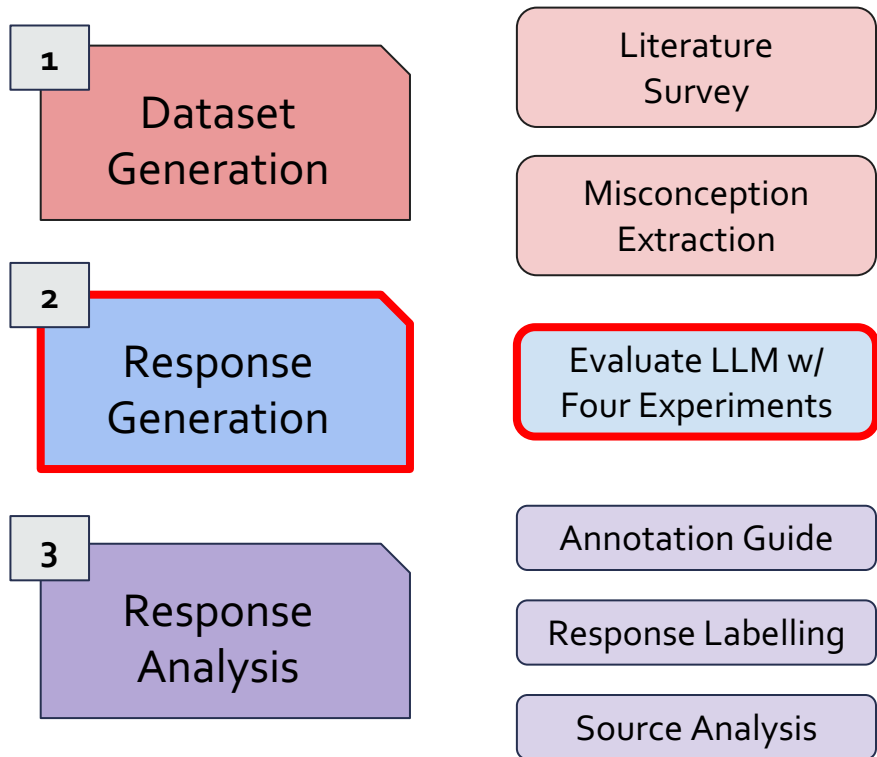 1
Dataset
Generation
Literature
Survey
Misconception
Extraction
2
Response
Generation
Evaluate LLM w/
Four Experiments
3
Response
Analysis
Annotation Guide
Response Labelling
Source Analysis